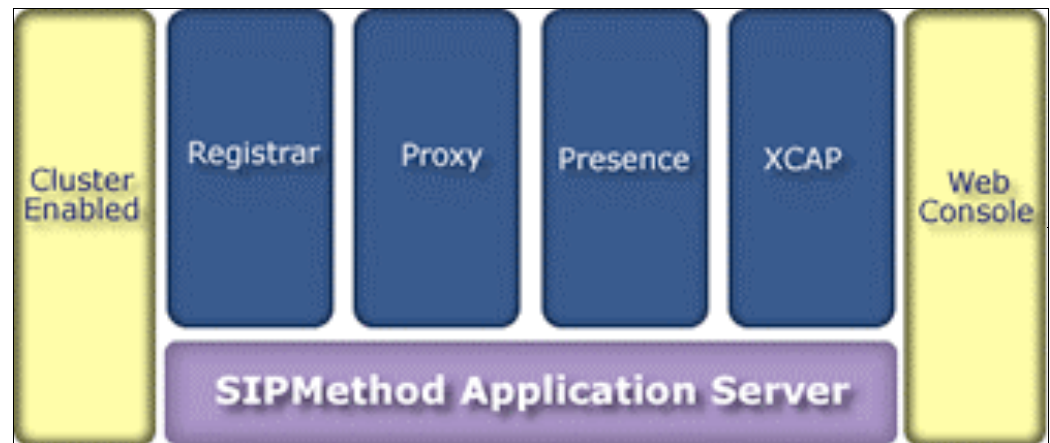 Cluster
Enabled
Registrar
Proxy
Presence
XCAP
Web
Console
SIPMethod Application Server